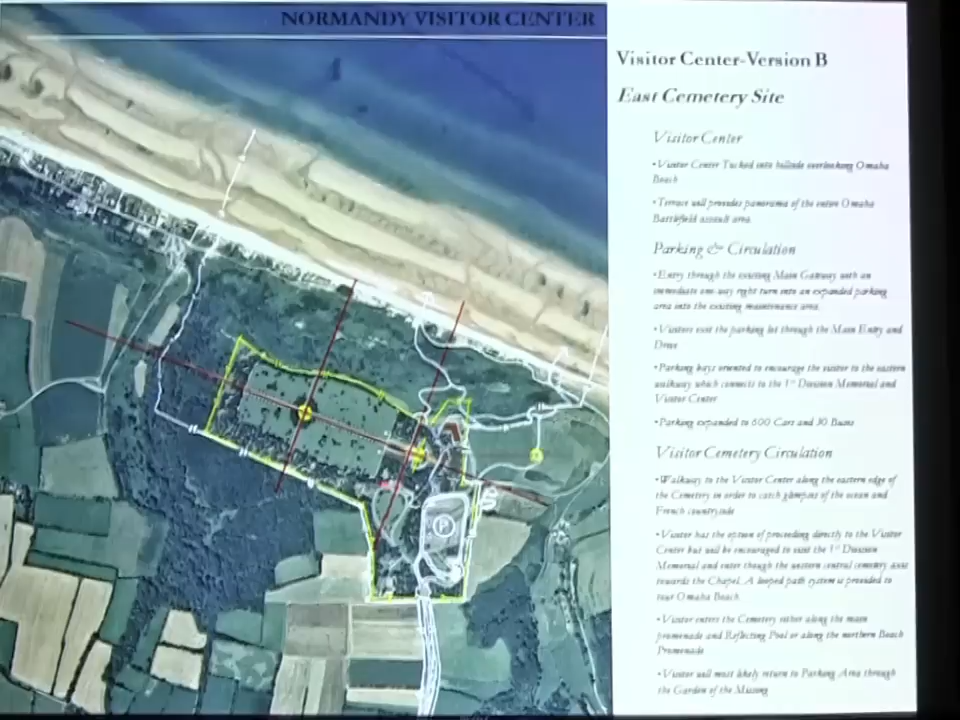 NORMANDY VISITOR CENTER
Visitor Center-Version B
East Cemetery Site
Visitor Center
•Visitor Center Tucked into hillside overlooking Omaha
Beach
•Terrace will provides panorama of the entire Omaha
Battlefield assault area.
Parking & Circulation
•Entry through the existing Main Gateway with an
immediate one-way right turn into an expanded parking
area into the existing maintenance area.
•Visitors exit the parking lot through the Main Entry and
Drive
•Parking bays oriented to encourage the visitor to the eastern
walkway which connects to the 1st Division Memorial and
Visitor Center
•Parking expanded to 600 Cars and 30 Buses
Visitor Cemetery Circulation
•Walkway to the Visitor Center along the eastern edge of
the Cemetery in order to catch glimpses of the ocean and
French countryside
•Visitor has the option of proceeding directly to the Visitor
Center but will be encouraged to visit the 1st Division
Memorial and enter though the eastern central cemetery axis
towards the Chapel. A looped path system is provided to
tour Omaha Beach.
•Visitor enters the Cemetery either along the main
promenade and Reflecting Pool or along the northern Beach
Promenade
•Visitor will most likely return to Parking Area through
the Garden of the Missing
P